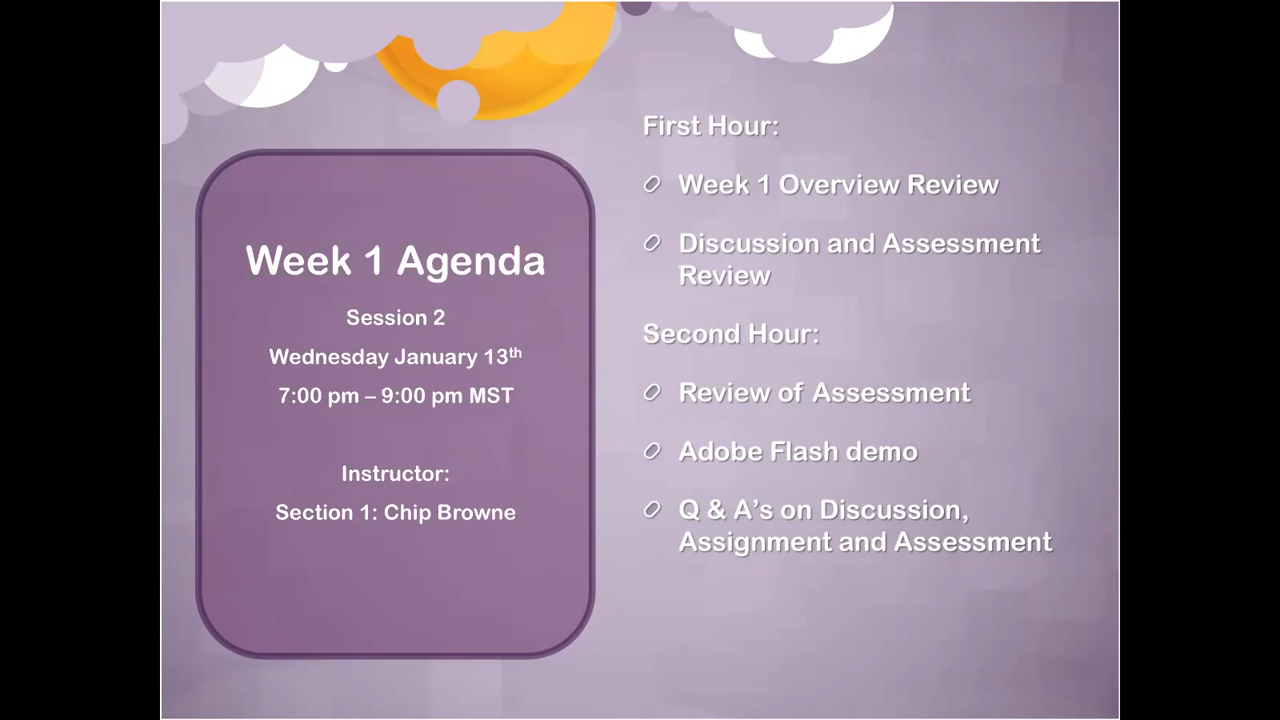 Week 1 Agenda
Session 2
Wednesday January 13th
7:00 pm – 9:00 pm MST
Instructor:
Section 1: Chip Browne
First Hour:
Week 1 Overview Review
Discussion and Assessment
Review
Second Hour:
Review of Assessment
Adobe Flash demo
Q & A’s on Discussion,
Assignment and Assessment